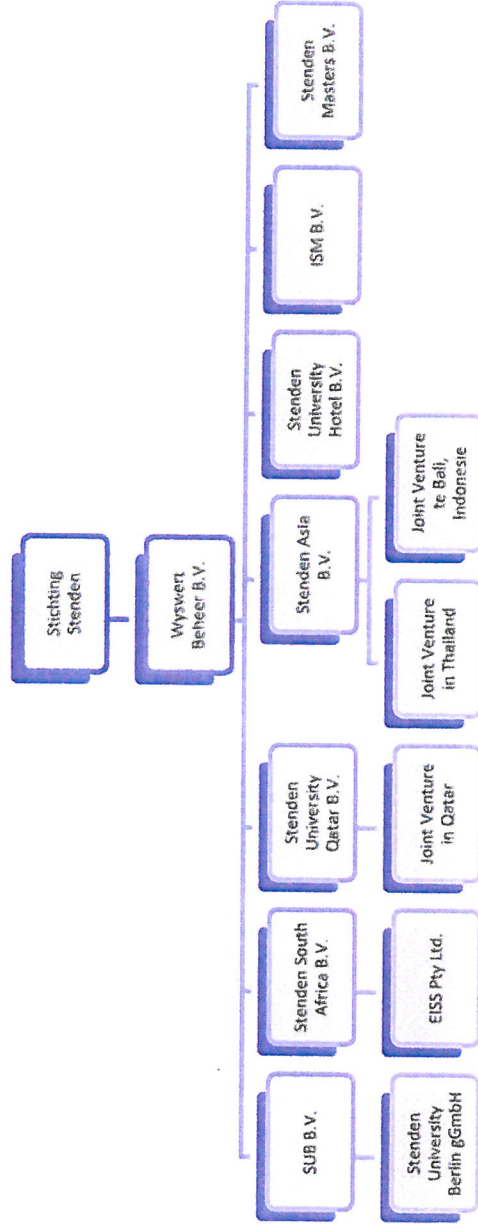 Stichting
Stenden
Wyswert
Beheer B.V.
SUB B.V.
Stenden South
Africa B.V.
Stenden
University
Qatar B.V.
Stenden Asia
B.V.
Stenden
University
Hotel B.V.
ISM B.V.
Stenden
Masters B.V.
Stenden
University
Berlin gGmbH
EISS Pty Ltd.
Joint Venture
in Qatar
Joint Venture
in Thailand
Joint Venture
te Bali,
Indonesie